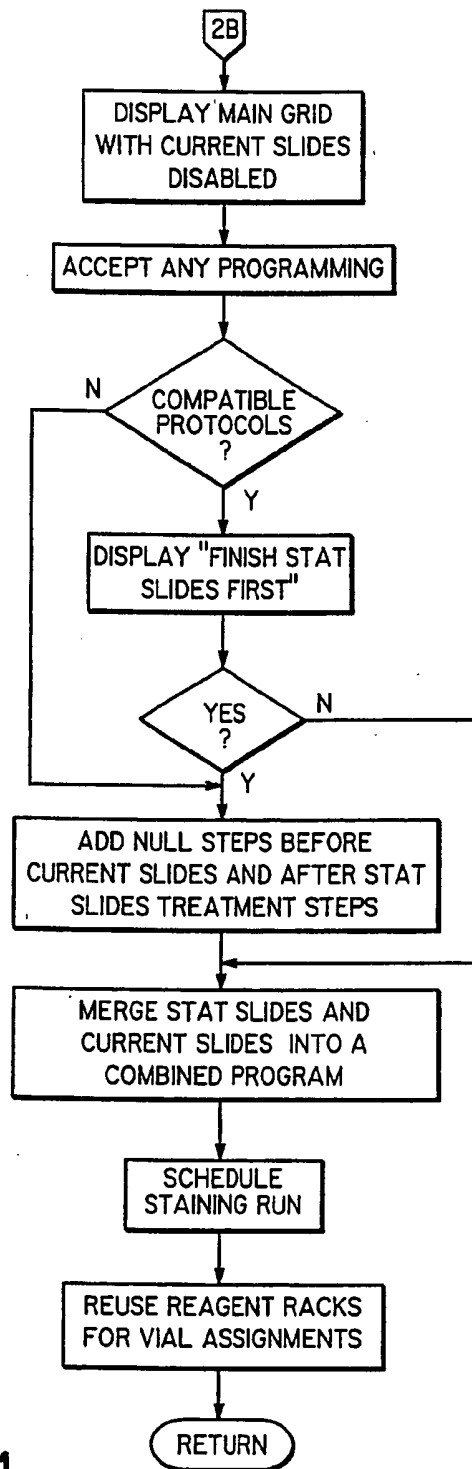 2B
DISPLAY MAIN GRID
WITH CURRENT SLIDES
DISABLED
ACCEPT ANY PROGRAMMING
N
COMPATIBLE
PROTOCOLS
?
Y
DISPLAY "FINISH STAT
SLIDES FIRST"
YES
?
N
Y
ADD NULL STEPS BEFORE
CURRENT SLIDES AND AFTER STAT
SLIDES TREATMENT STEPS
MERGE STAT SLIDES AND
CURRENT SLIDES INTO A
COMBINED PROGRAM
SCHEDULE
STAINING RUN
REUSE REAGENT RACKS
FOR VIAL ASSIGNMENTS
RETURN